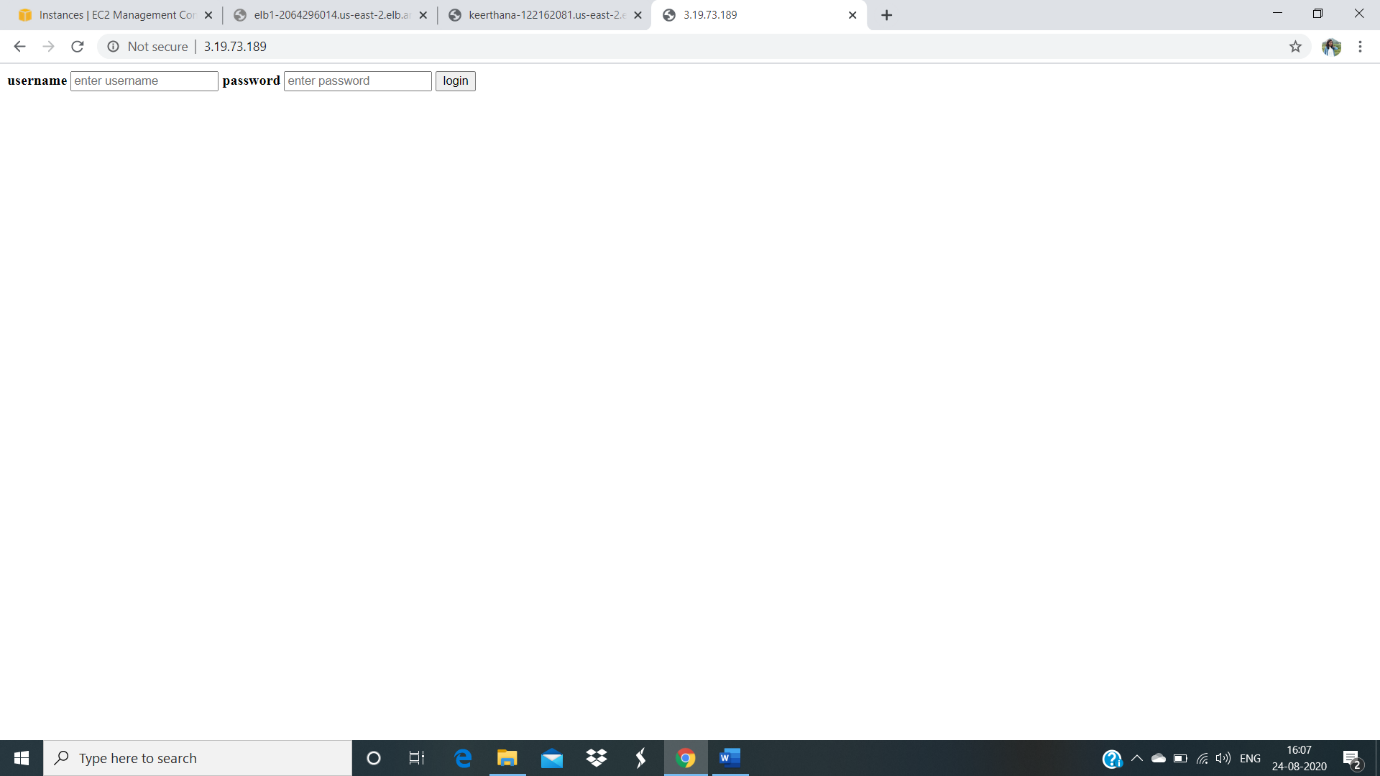 Instances | EC2 Management Con
elb1-2064296014.us-east-2.elb.a
keerthana-122162081.us-east-2.e
3.19.73.189
Not secure | 3.19.73.189
username enter username password enter password login
Type here to search
ENG
16:07
24-08-2020
2